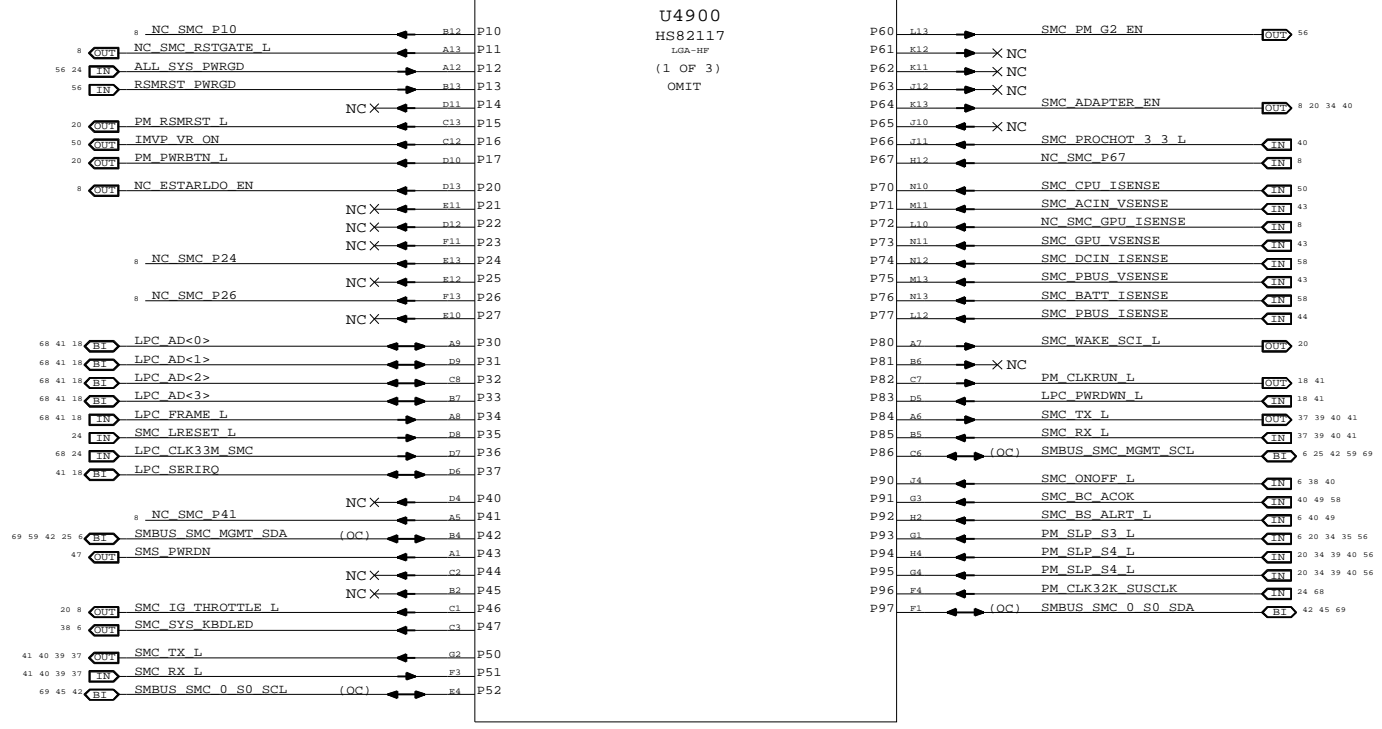 U4900
HS82117
LGA-HF
(1 OF 3)
OMIT
8 NC_SMC_P10 B12 P10
8 OUT NC_SMC_RSTGATE_L A13 P11
56 24 IN ALL_SYS_PWRGD A12 P12
56 IN RSMRST_PWRGD B13 P13
NC D11 P14
20 OUT PM_RSMRST_L C13 P15
50 OUT IMVP_VR_ON C12 P16
20 OUT PM_PWRBTN_L D10 P17
8 OUT NC_ESTARLDO_EN D13 P20
NC E11 P21
NC D12 P22
NC F11 P23
8 NC_SMC_P24 E13 P24
NC E12 P25
8 NC_SMC_P26 F13 P26
NC E10 P27
68 41 18 BI LPC_AD<0> A9 P30
68 41 18 BI LPC_AD<1> D9 P31
68 41 18 BI LPC_AD<2> C8 P32
68 41 18 BI LPC_AD<3> B7 P33
68 41 18 IN LPC_FRAME_L A8 P34
24 IN SMC_LRESET_L D8 P35
68 24 IN LPC_CLK33M_SMC D7 P36
41 18 BI LPC_SERIRQ D6 P37
NC D4 P40
8 NC_SMC_P41 A5 P41
69 59 42 25 6 BI SMBUS_SMC_MGMT_SDA (OC) B4 P42
47 OUT SMS_PWRDN A1 P43
NC C2 P44
NC B2 P45
20 8 OUT SMC_IG_THROTTLE_L C1 P46
38 6 OUT SMC_SYS_KBDLED C3 P47
41 40 39 37 OUT SMC_TX_L G2 P50
41 40 39 37 IN SMC_RX_L F3 P51
69 45 42 BI SMBUS_SMC_0_S0_SCL (OC) E4 P52
P60 L13 SMC_PM_G2_EN OUT 56
P61 K12 NC
P62 K11 NC
P63 J12 NC
P64 K13 SMC_ADAPTER_EN OUT 8 20 34 40
P65 J10 NC
P66 J11 SMC_PROCHOT_3_3_L IN 40
P67 H12 NC_SMC_P67 IN 8
P70 N10 SMC_CPU_ISENSE IN 50
P71 M11 SMC_ACIN_VSENSE IN 43
P72 L10 NC_SMC_GPU_ISENSE IN 8
P73 N11 SMC_GPU_VSENSE IN 43
P74 N12 SMC_DCIN_ISENSE IN 58
P75 M13 SMC_PBUS_VSENSE IN 43
P76 N13 SMC_BATT_ISENSE IN 58
P77 L12 SMC_PBUS_ISENSE IN 44
P80 A7 SMC_WAKE_SCI_L OUT 20
P81 B6 NC
P82 C7 PM_CLKRUN_L OUT 18 41
P83 D5 LPC_PWRDWN_L IN 18 41
P84 A6 SMC_TX_L OUT 37 39 40 41
P85 B5 SMC_RX_L IN 37 39 40 41
P86 C6 (OC) SMBUS_SMC_MGMT_SCL BI 6 25 42 59 69
P90 J4 SMC_ONOFF_L IN 6 38 40
P91 G3 SMC_BC_ACOK IN 40 49 58
P92 H2 SMC_BS_ALRT_L IN 6 40 49
P93 G1 PM_SLP_S3_L IN 6 20 34 35 56
P94 H4 PM_SLP_S4_L IN 20 34 39 40 56
P95 G4 PM_SLP_S4_L IN 20 34 39 40 56
P96 F4 PM_CLK32K_SUSCLK IN 24 68
P97 F1 (OC) SMBUS_SMC_0_S0_SDA BI 42 45 69